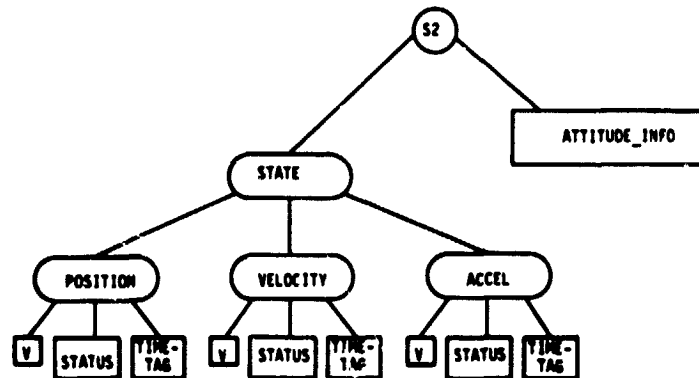 S2
ATTITUDE_INFO
STATE
POSITION
VELOCITY
ACCEL
V
STATUS
TIME-
TAG
V
STATUS
TIME-
TAG
V
STATUS
TIME-
TAG